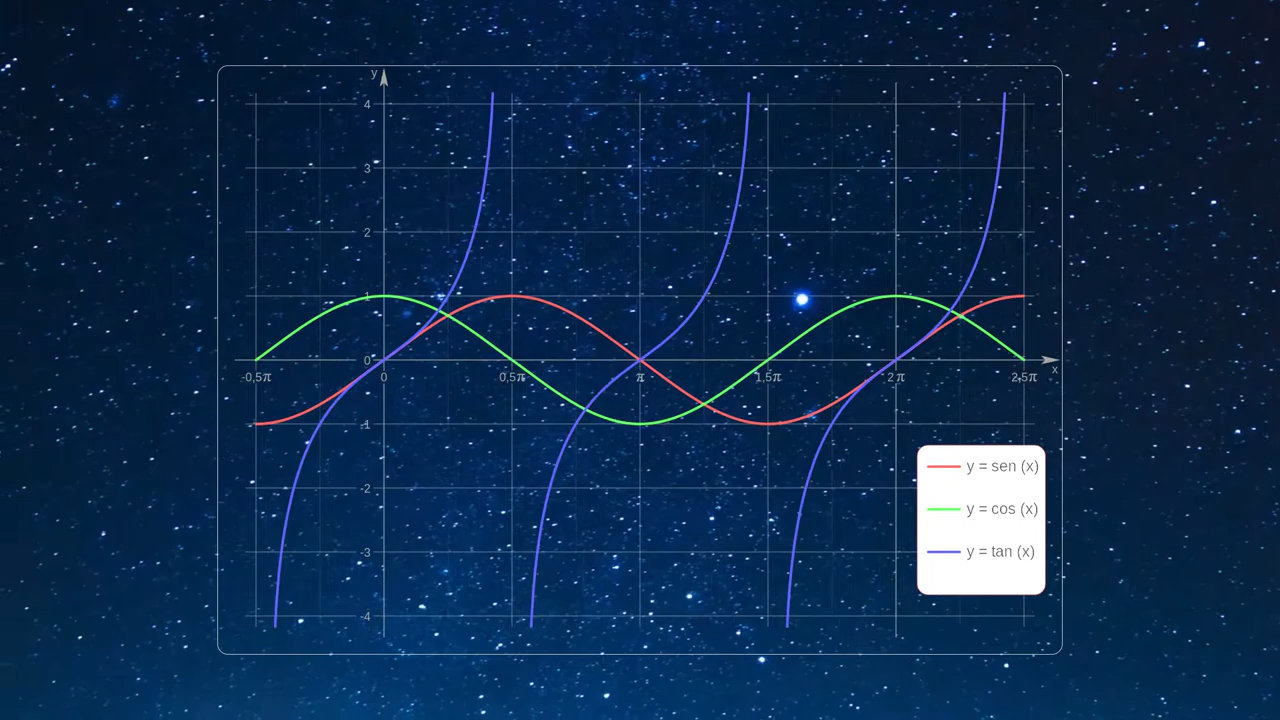 y
4
3
2
1
0
-0,5π 0 0,5π π 1,5π 2π 2,5π
x
-1
-2
-3
-4
y = sen (x)
y = cos (x)
y = tan (x)